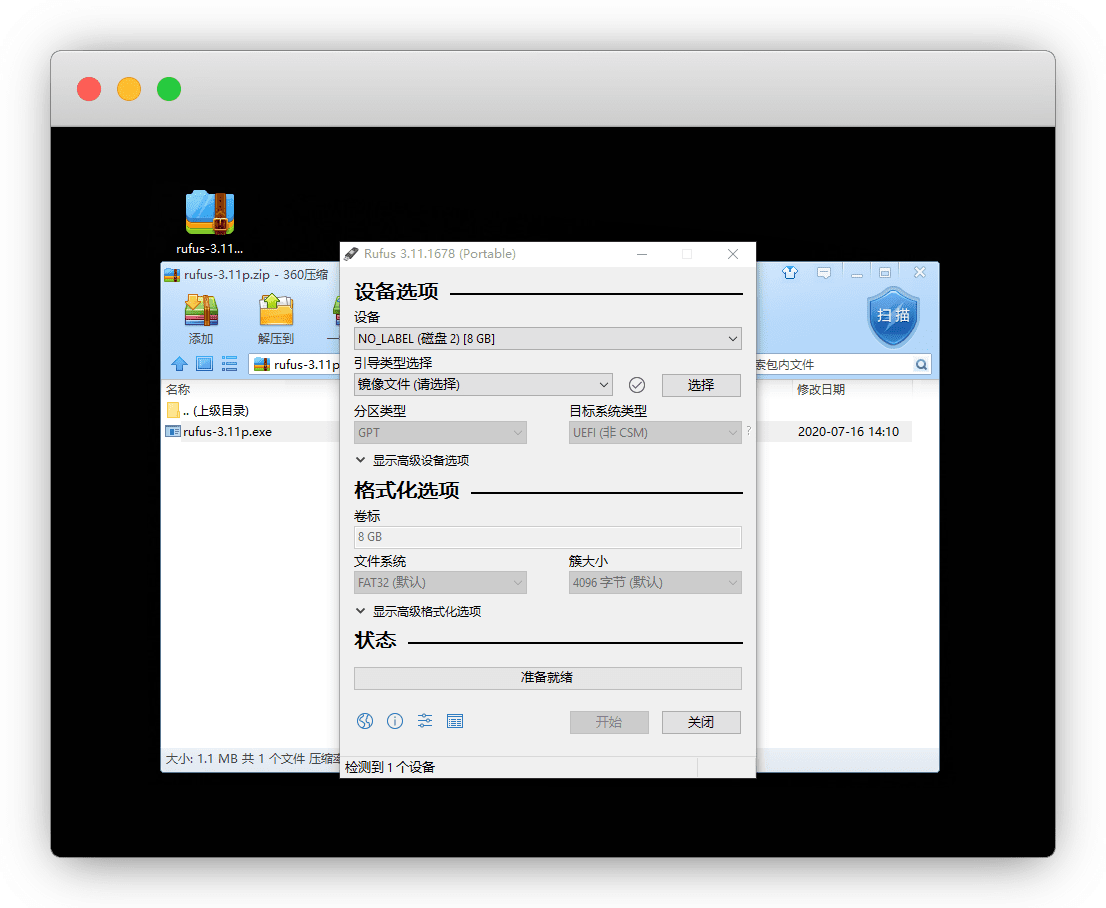 rufus-3.11...
rufus-3.11p.zip - 360压缩
添加
解压到
扫描
rufus-3.11p
索包内文件
名称
修改日期
.. (上级目录)
rufus-3.11p.exe
2020-07-16 14:10
大小: 1.1 MB 共 1 个文件 压缩率
Rufus 3.11.1678 (Portable)
设备选项
设备
NO_LABEL (磁盘 2) [8 GB]
引导类型选择
镜像文件 (请选择)
选择
分区类型
目标系统类型
GPT
UEFI (非 CSM)
?
显示高级设备选项
格式化选项
卷标
8 GB
文件系统
簇大小
FAT32 (默认)
4096 字节 (默认)
显示高级格式化选项
状态
准备就绪
开始
关闭
检测到 1 个设备